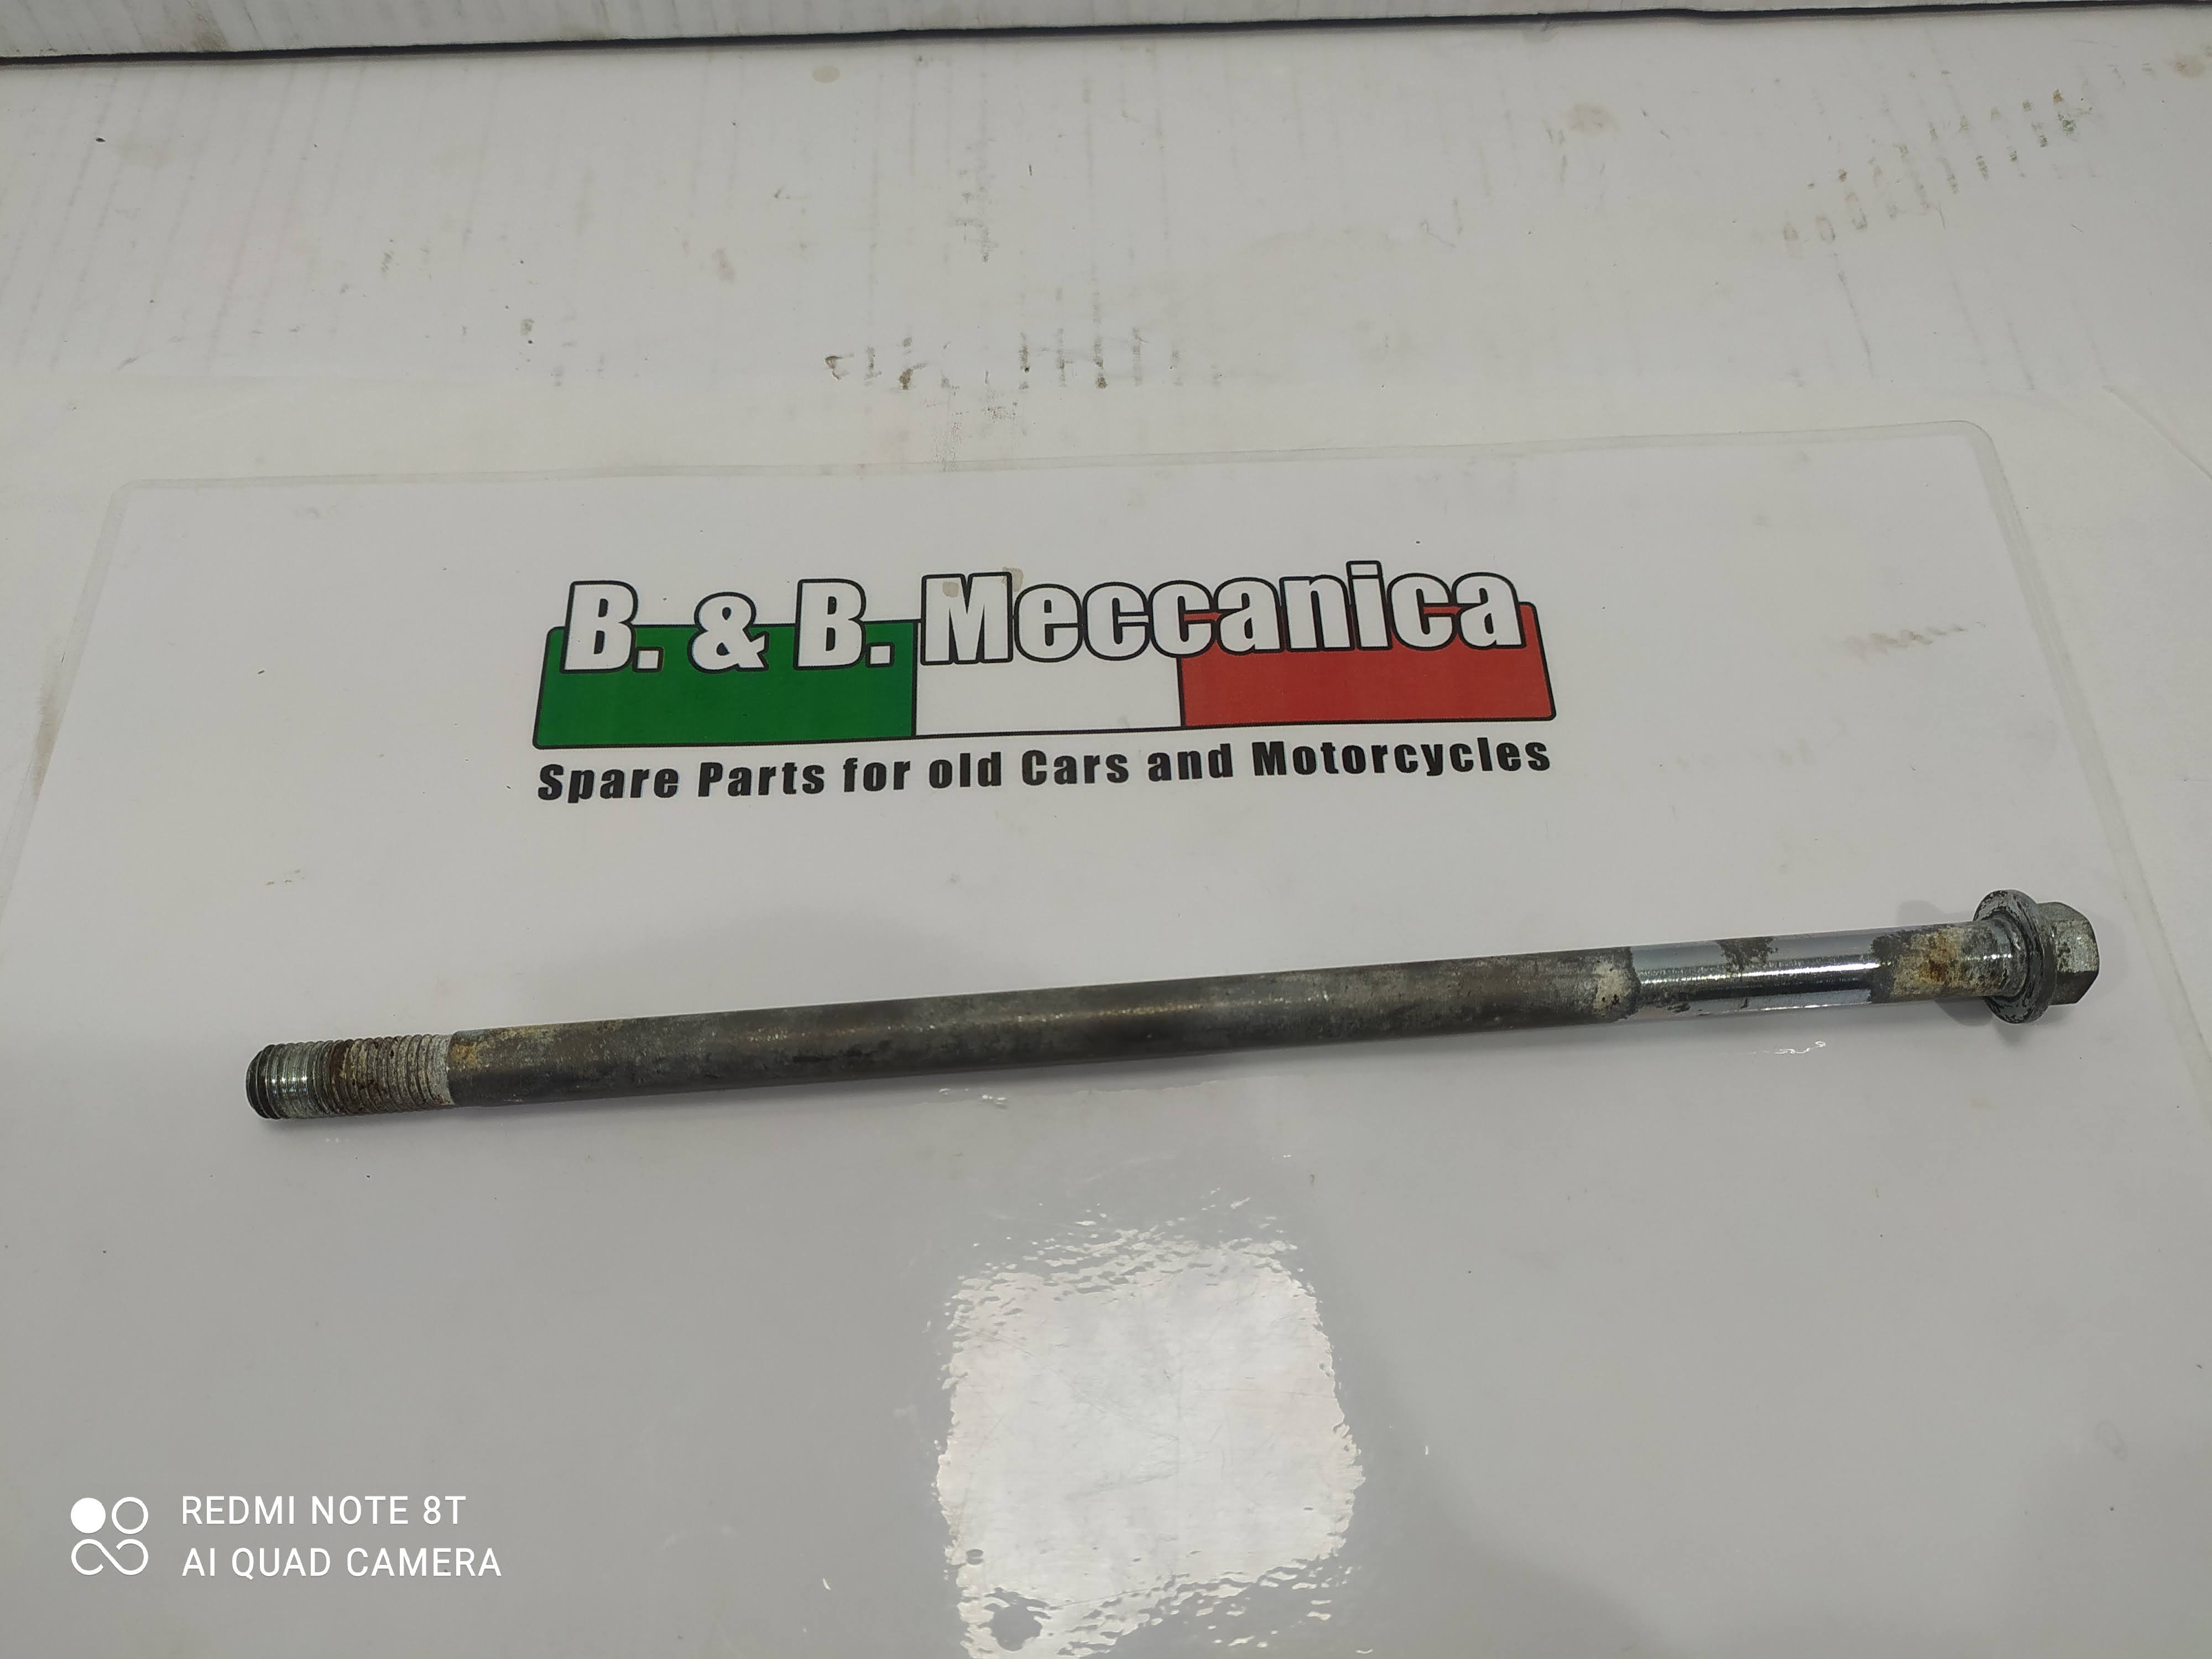 B. & B. Meccanica
Spare Parts for old Cars and Motorcycles
REDMI NOTE 8T
AI QUAD CAMERA